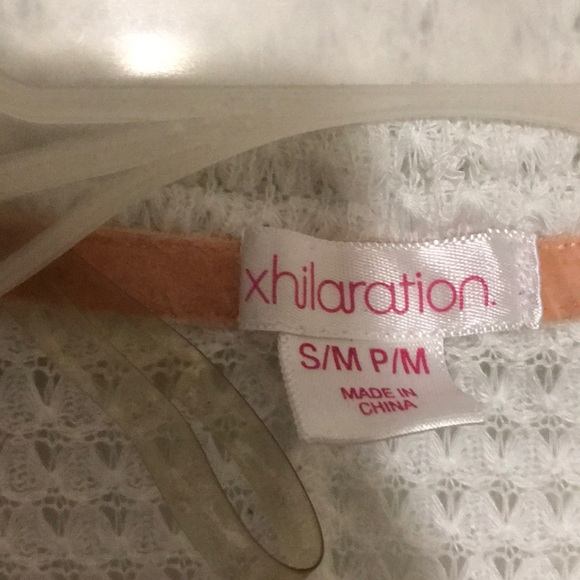 xhilaration.
S/M P/M
MADE IN
CHINA